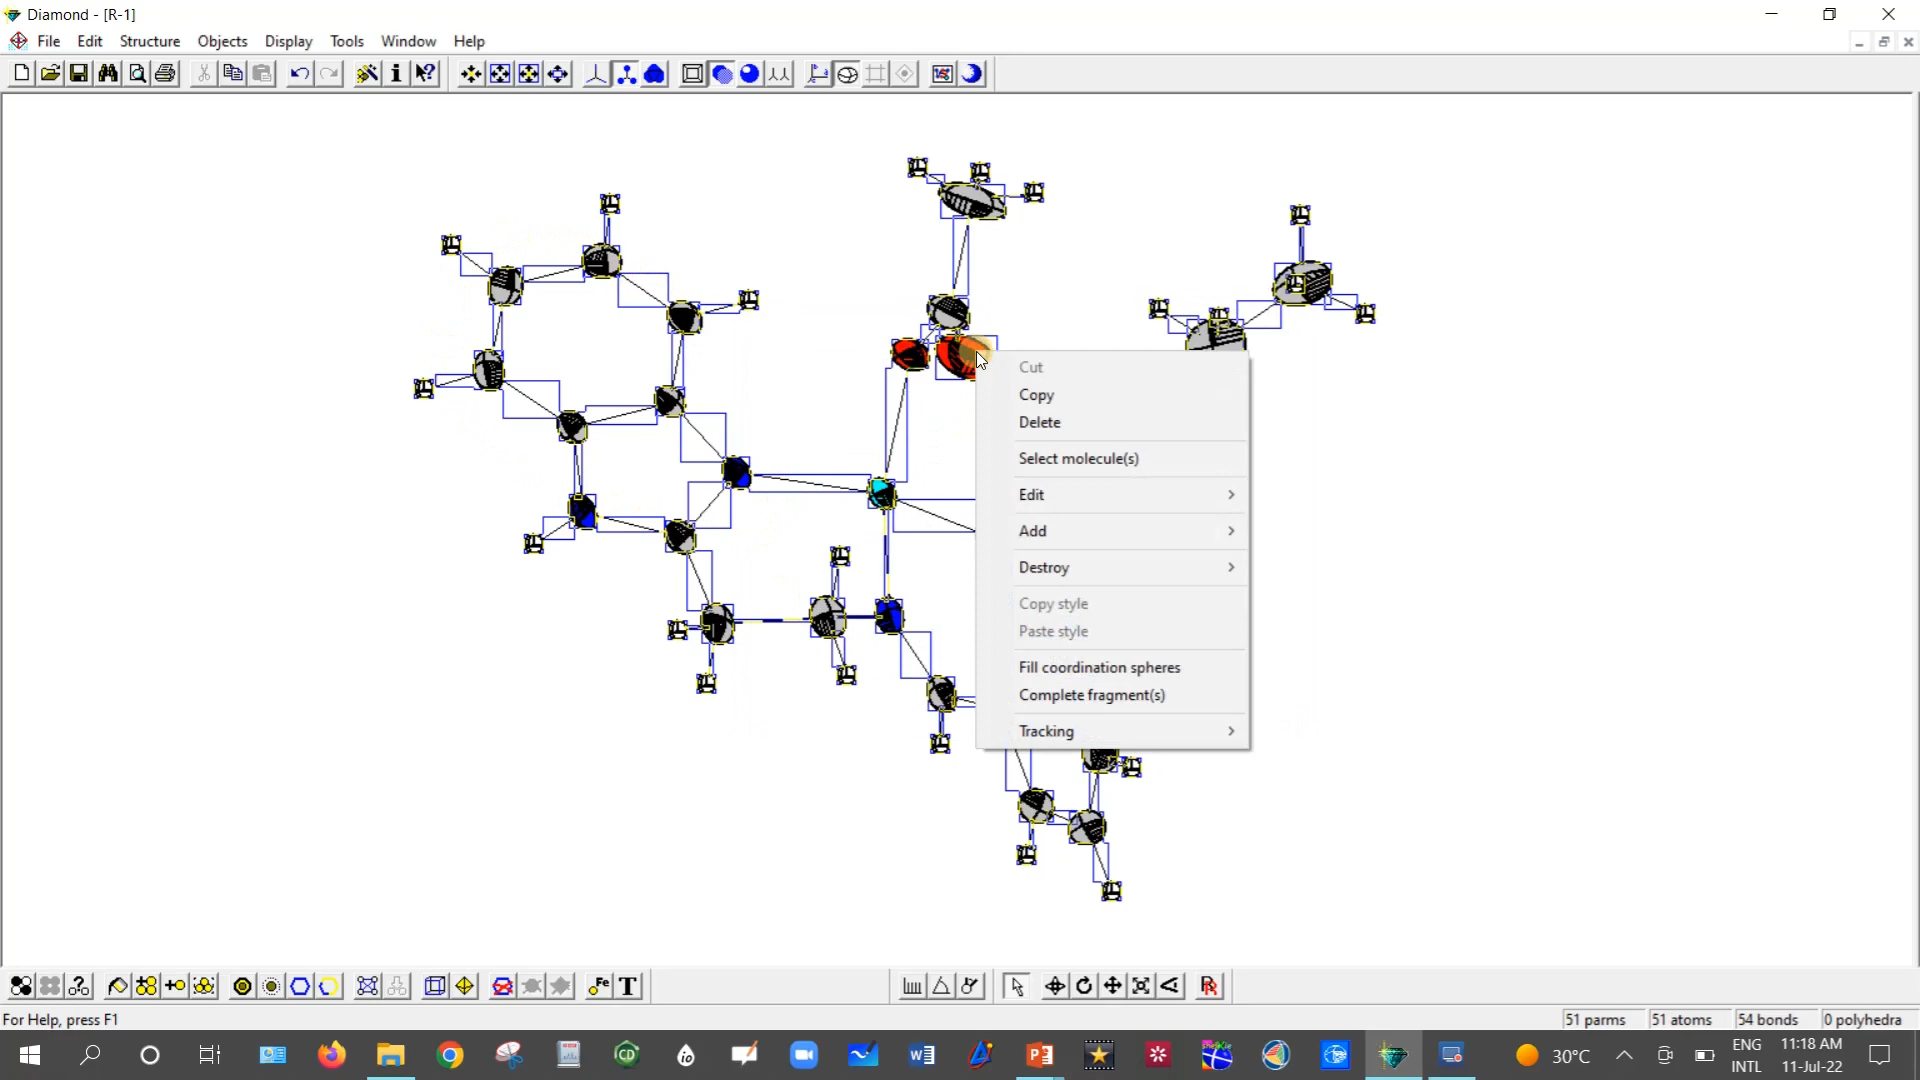 Diamond - [R-1]
File Edit Structure Objects Display Tools Window Help
Cut
Copy
Delete
Select molecule(s)
Edit
Add
Destroy
Copy style
Paste style
Fill coordination spheres
Complete fragment(s)
Tracking
Fe T
For Help, press F1
51 parms 51 atoms 54 bonds 0 polyhedra
30°C
ENG
INTL
11:18 AM
11-Jul-22